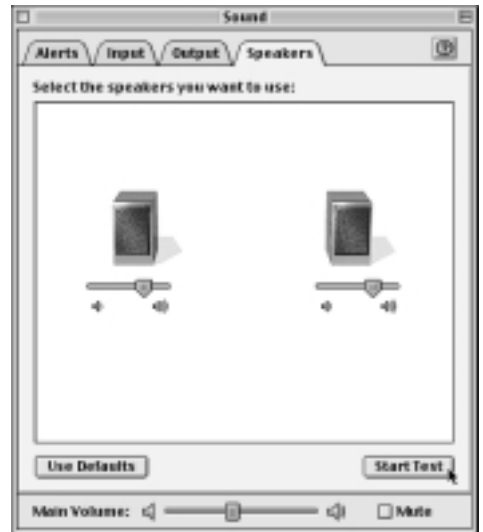 Sound
Alerts Input Output Speakers
Select the speakers you want to use:
Use Defaults Start Test
Main Volume: Mute